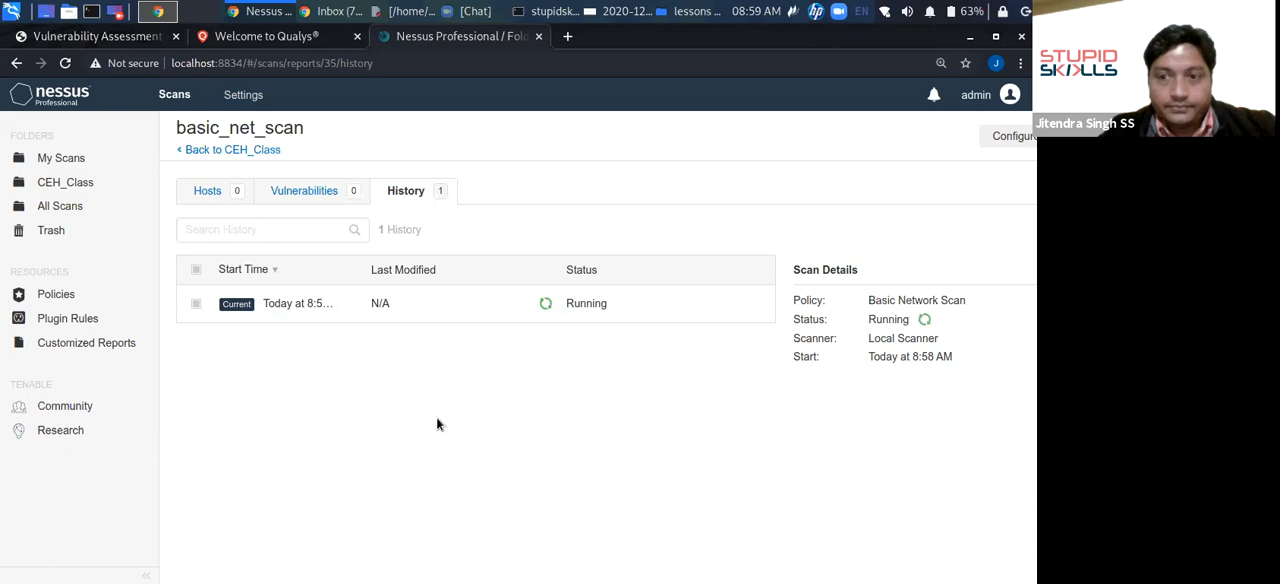 Nessus ...
Inbox (7...
[/home/...
[Chat]
stupidsk...
2020-12...
lessons ...
08:59 AM
hp
EN
63%
Vulnerability Assessment
Welcome to Qualys®
Nessus Professional / Fol
Not secure
localhost:8834/#/scans/reports/35/history
J
nessus
Professional
Scans
Settings
admin
FOLDERS
My Scans
CEH_Class
All Scans
Trash
RESOURCES
Policies
Plugin Rules
Customized Reports
TENABLE
Community
Research
basic_net_scan
< Back to CEH_Class
Configure
Hosts 0
Vulnerabilities 0
History 1
Search History
1 History
Start Time
Last Modified
Status
Current
Today at 8:5...
N/A
Running
Scan Details
Policy: Basic Network Scan
Status: Running
Scanner: Local Scanner
Start: Today at 8:58 AM
STUPID
SKILLS
Jitendra Singh SS